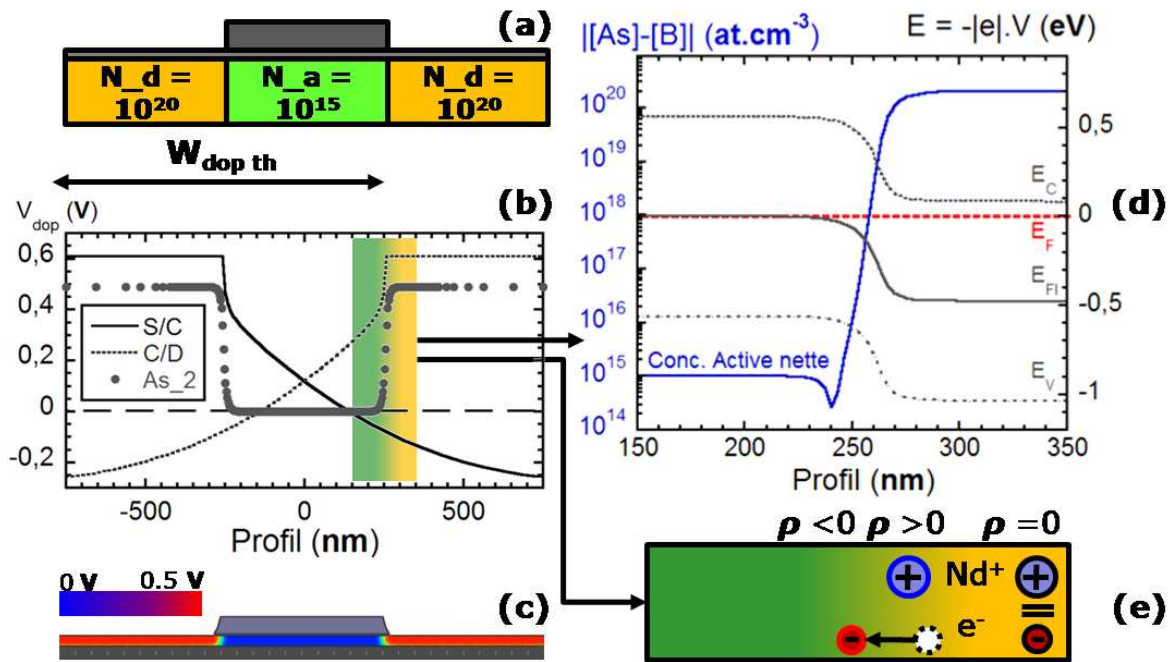 (a)
N_d =
10²⁰
N_a =
10¹⁵
N_d =
10²⁰
W_dop th
(b)
V_dop (V)
0,6
0,4
0,2
0
-0,2
S/C
C/D
As_2
-500
0
500
Profil (nm)
0 V
0.5 V
(c)
|[As]-[B]| (at.cm⁻³)
E = -|e|.V (eV)
10²⁰
10¹⁹
10¹⁸
10¹⁷
10¹⁶
10¹⁵
10¹⁴
0,5
0
-0,5
-1
E_C
E_F
E_FI
E_V
Conc. Active nette
150
200
250
300
350
Profil (nm)
(d)
ρ <0
ρ >0
ρ =0
+
Nd⁺
+
=
-
e⁻
-
(e)